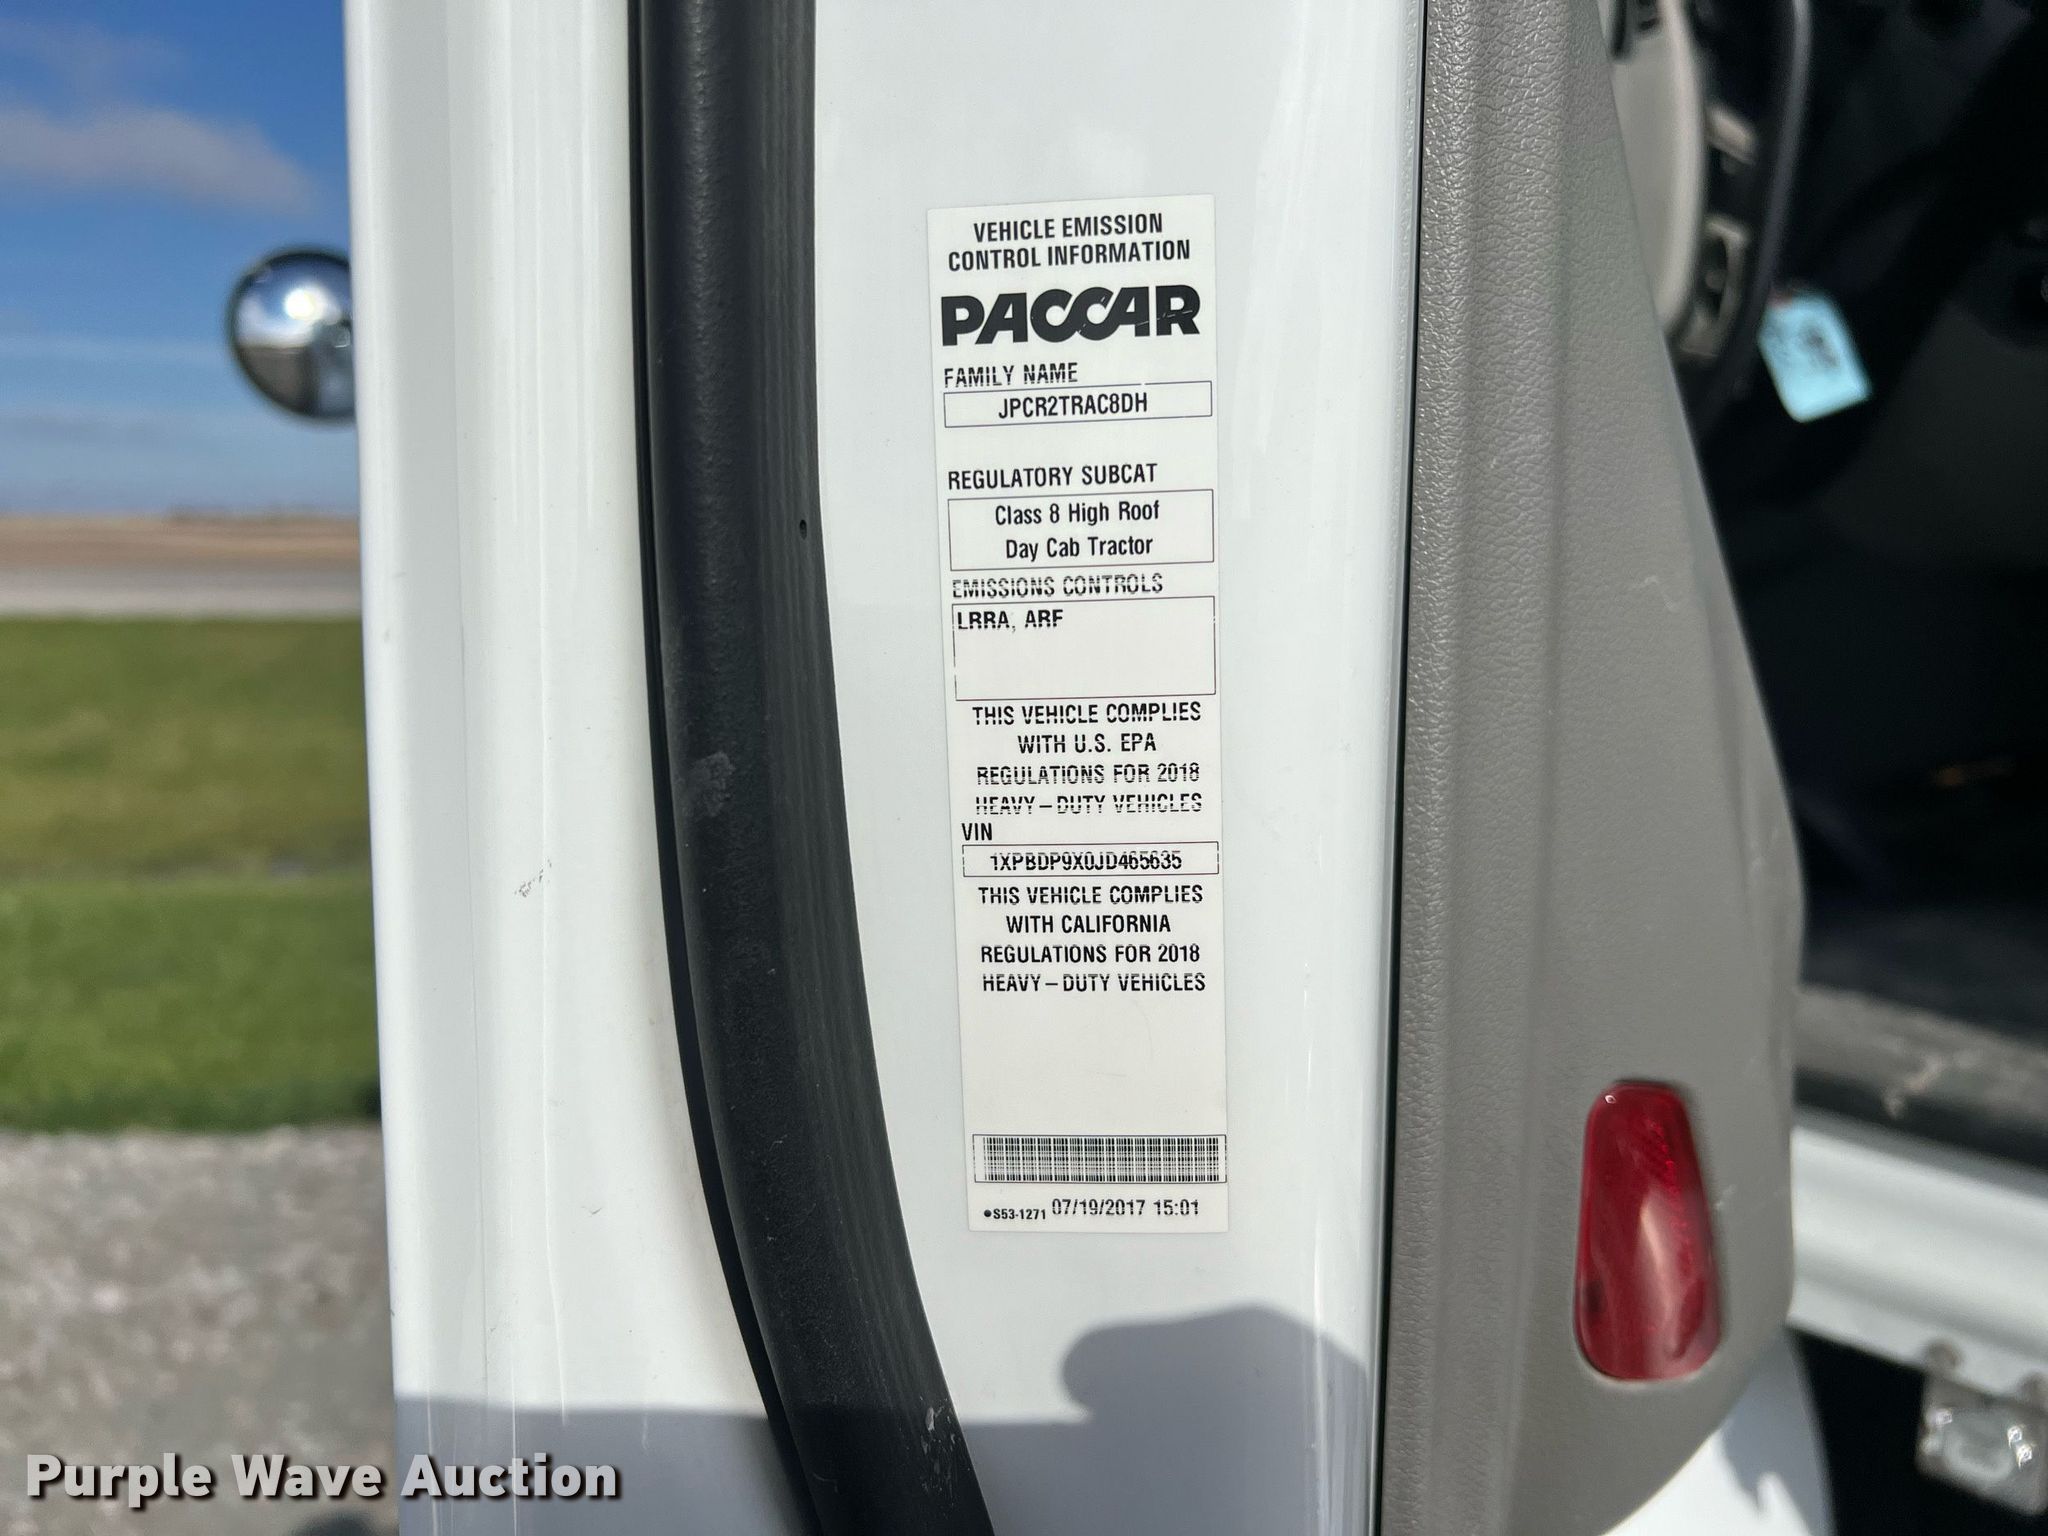 VEHICLE EMISSION
CONTROL INFORMATION
PACCAR
FAMILY NAME
JPCR2TRAC8DH
REGULATORY SUBCAT
Class 8 High Roof
Day Cab Tractor
EMISSIONS CONTROLS
LRRA, ARF
THIS VEHICLE COMPLIES
WITH U.S. EPA
REGULATIONS FOR 2018
HEAVY-DUTY VEHICLES
VIN
1XPBDP9X0JD465635
THIS VEHICLE COMPLIES
WITH CALIFORNIA
REGULATIONS FOR 2018
HEAVY-DUTY VEHICLES
•S53-1271 07/19/2017 15:01
Purple Wave Auction